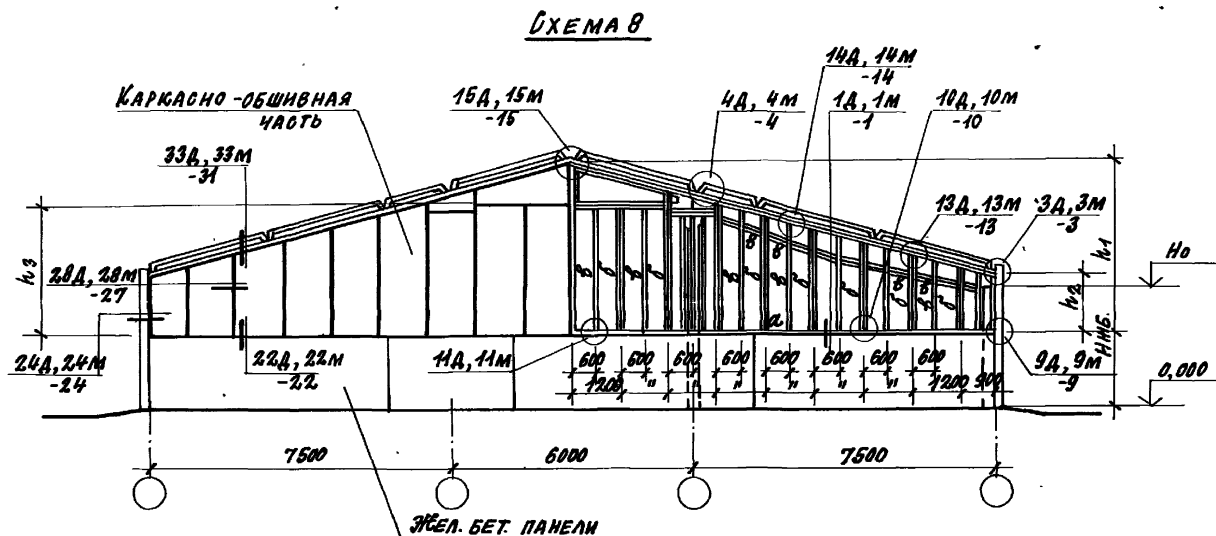 СХЕМА 8
КАРКАСНО-ОБШИВНАЯ
ЧАСТЬ
15Д, 15М
-15
4Д, 4М
-4
14Д, 14М
-14
1Д, 1М
-1
10Д, 10М
-10
33Д, 33М
-31
13Д, 13М
-13
3Д, 3М
-3
h3
28Д, 28М
-27
h1
Н0
h2
Нниб.
24Д, 24М
-24
22Д, 22М
-22
11Д, 11М
а
в
в
в
б
в
б
б
б
в
б
в
б
в
б
600
600
600
600
600
600
600
600
1200
"
"
"
"
"
"
1200
900
9Д, 9М
-9
0,000
7500
6000
7500
ЖЕЛ. БЕТ. ПАНЕЛИ